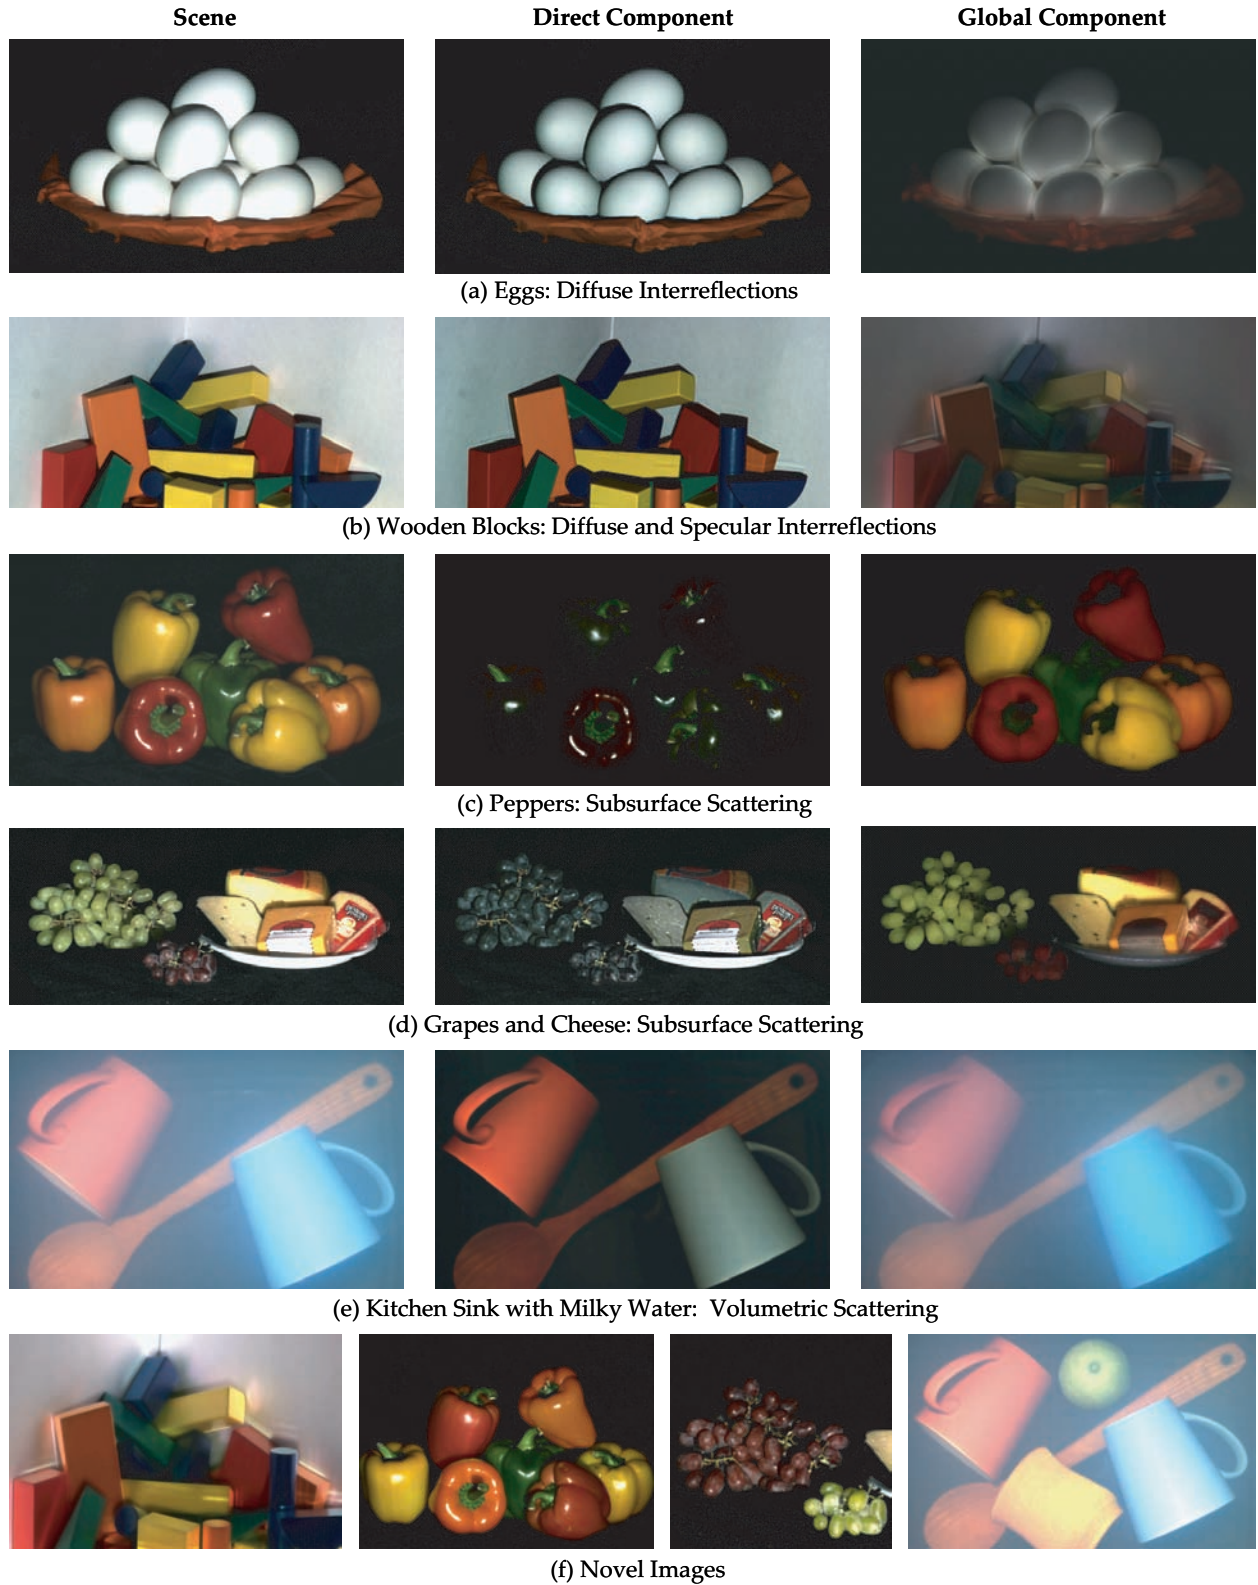 Scene Direct Component Global Component
(a) Eggs: Diffuse Interreflections
(b) Wooden Blocks: Diffuse and Specular Interreflections
(c) Peppers: Subsurface Scattering
(d) Grapes and Cheese: Subsurface Scattering
(e) Kitchen Sink with Milky Water: Volumetric Scattering
(f) Novel Images